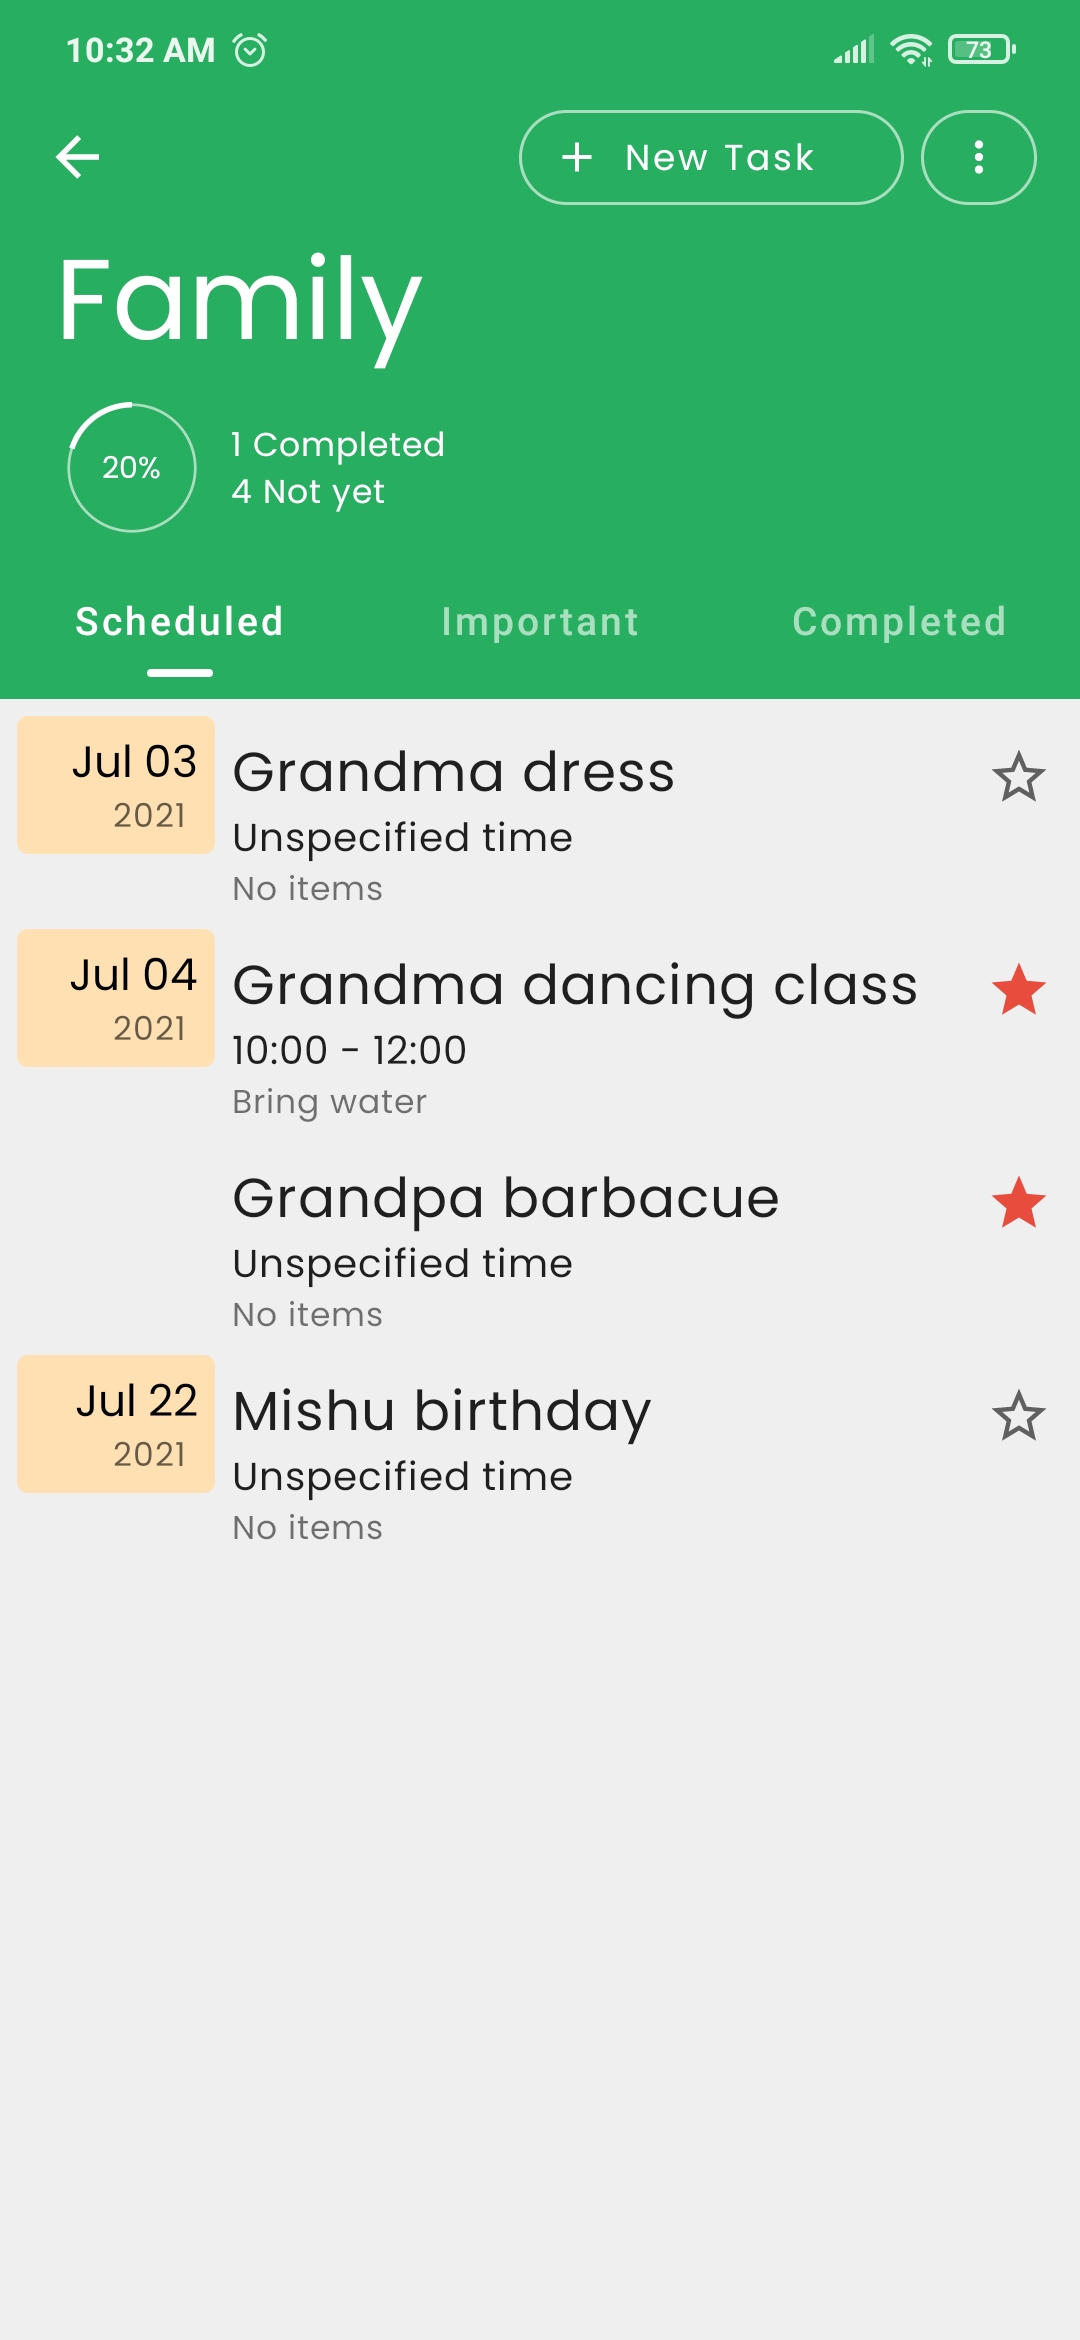 10:32 AM 73
New Task
Family
20%
1 Completed
4 Not yet
Scheduled Important Completed
Jul 03
2021
Grandma dress
Unspecified time
No items
Jul 04
2021
Grandma dancing class
10:00 - 12:00
Bring water
Grandpa barbacue
Unspecified time
No items
Jul 22
2021
Mishu birthday
Unspecified time
No items